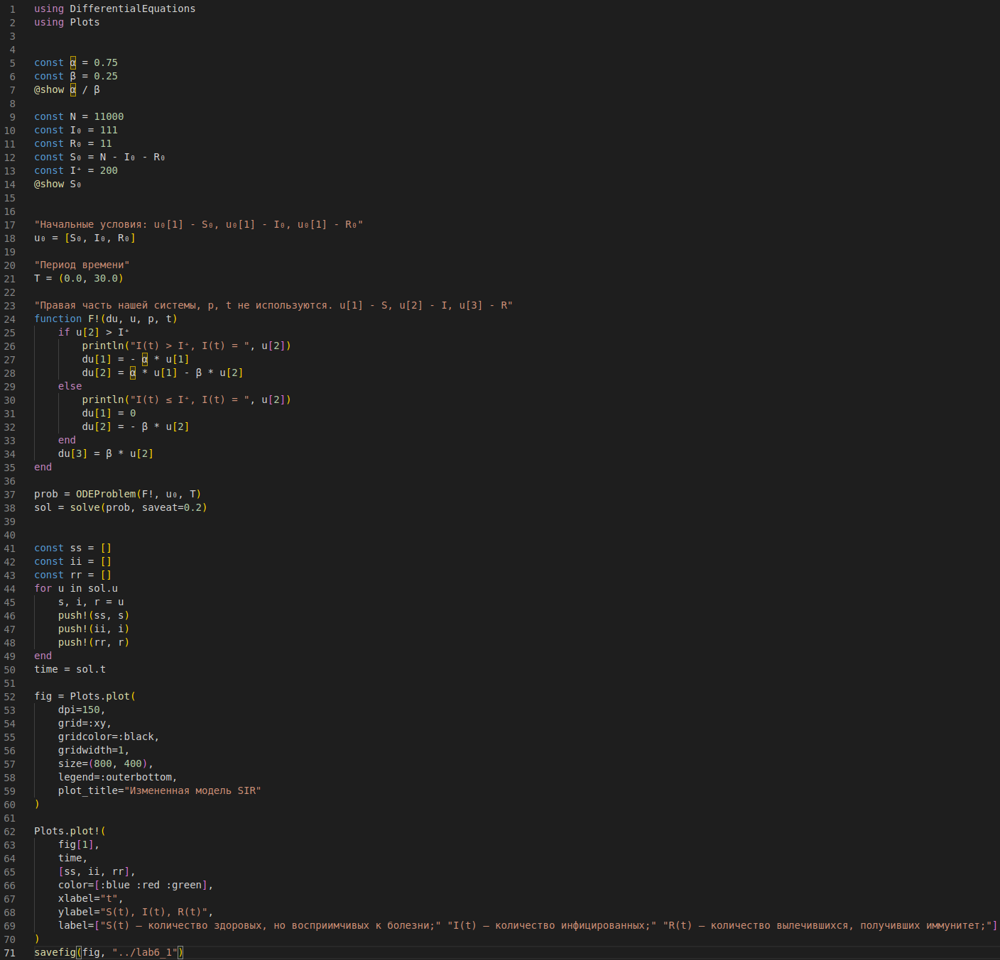 1 using DifferentialEquations
2 using Plots
3
4
5 const α = 0.75
6 const β = 0.25
7 @show α / β
8
9 const N = 11000
10 const I₀ = 111
11 const R₀ = 11
12 const S₀ = N - I₀ - R₀
13 const I⁺ = 200
14 @show S₀
15
16
17 "Начальные условия: u₀[1] - S₀, u₀[1] - I₀, u₀[1] - R₀"
18 u₀ = [S₀, I₀, R₀]
19
20 "Период времени"
21 T = (0.0, 30.0)
22
23 "Правая часть нашей системы, p, t не используются. u[1] - S, u[2] - I, u[3] - R"
24 function F!(du, u, p, t)
25     if u[2] > I⁺
26         println("I(t) > I⁺, I(t) = ", u[2])
27         du[1] = - α * u[1]
28         du[2] = α * u[1] - β * u[2]
29     else
30         println("I(t) ≤ I⁺, I(t) = ", u[2])
31         du[1] = 0
32         du[2] = - β * u[2]
33     end
34     du[3] = β * u[2]
35 end
36
37 prob = ODEProblem(F!, u₀, T)
38 sol = solve(prob, saveat=0.2)
39
40
41 const ss = []
42 const ii = []
43 const rr = []
44 for u in sol.u
45     s, i, r = u
46     push!(ss, s)
47     push!(ii, i)
48     push!(rr, r)
49 end
50 time = sol.t
51
52 fig = Plots.plot(
53     dpi=150,
54     grid=:xy,
55     gridcolor=:black,
56     gridwidth=1,
57     size=(800, 400),
58     legend=:outerbottom,
59     plot_title="Измененная модель SIR"
60 )
61
62 Plots.plot!(
63     fig[1],
64     time,
65     [ss, ii, rr],
66     color=[:blue :red :green],
67     xlabel="t",
68     ylabel="S(t), I(t), R(t)",
69     label=["S(t) — количество здоровых, но восприимчивых к болезни;" "I(t) — количество инфицированных;" "R(t) — количество вылечившихся, получивших иммунитет;"]
70 )
71 savefig(fig, "../lab6_1")